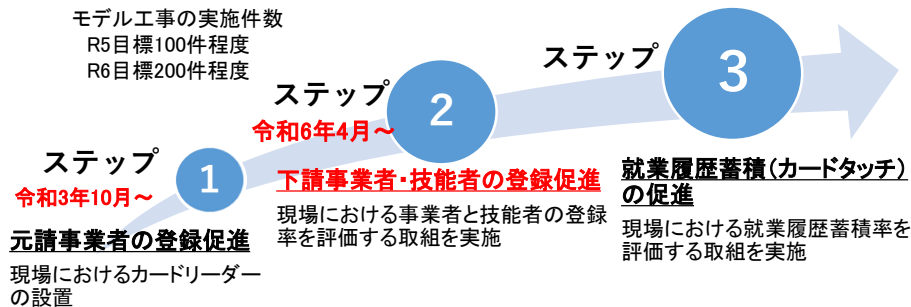 モデル工事の実施件数
R5目標100件程度
R6目標200件程度
ステップ
1
令和3年10月～
元請事業者の登録促進
現場におけるカードリーダー
の設置
ステップ
2
令和6年4月～
下請事業者・技能者の登録促進
現場における事業者と技能者の登録
率を評価する取組を実施
ステップ
3
就業履歴蓄積(カードタッチ)
の促進
現場における就業履歴蓄積率を
評価する取組を実施